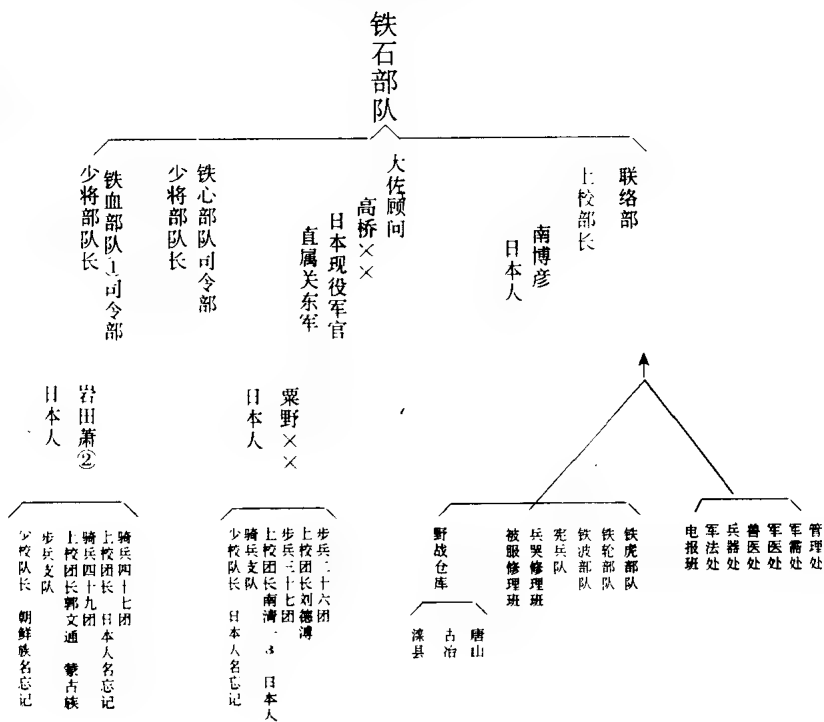 铁石部队
联络部
上校部长
南博彦
日本人
大佐顾问
高桥××
日本现役军官
直属关东军
铁心部队司令部
少将部队长
粟野××
日本人
铁血部队①司令部
少将部队长
岩田萧②
日本人
管理处
军需处
军医处
兽医处
兵器处
军法处
电报班
铁虎部队
铁轮部队
铁波部队
宪兵队
兵器修理班
被服修理班
野战仓库
唐山
古冶
滦县
步兵二十六团
上校团长刘德溥
步兵三十七团
上校团长南清一 日本人
骑兵支队
少校队长 日本人名忘记
骑兵四十七团
上校团长 日本人名忘记
骑兵四十九团
上校团长郭文通 蒙古族
步兵支队
少校队长 朝鲜族名忘记